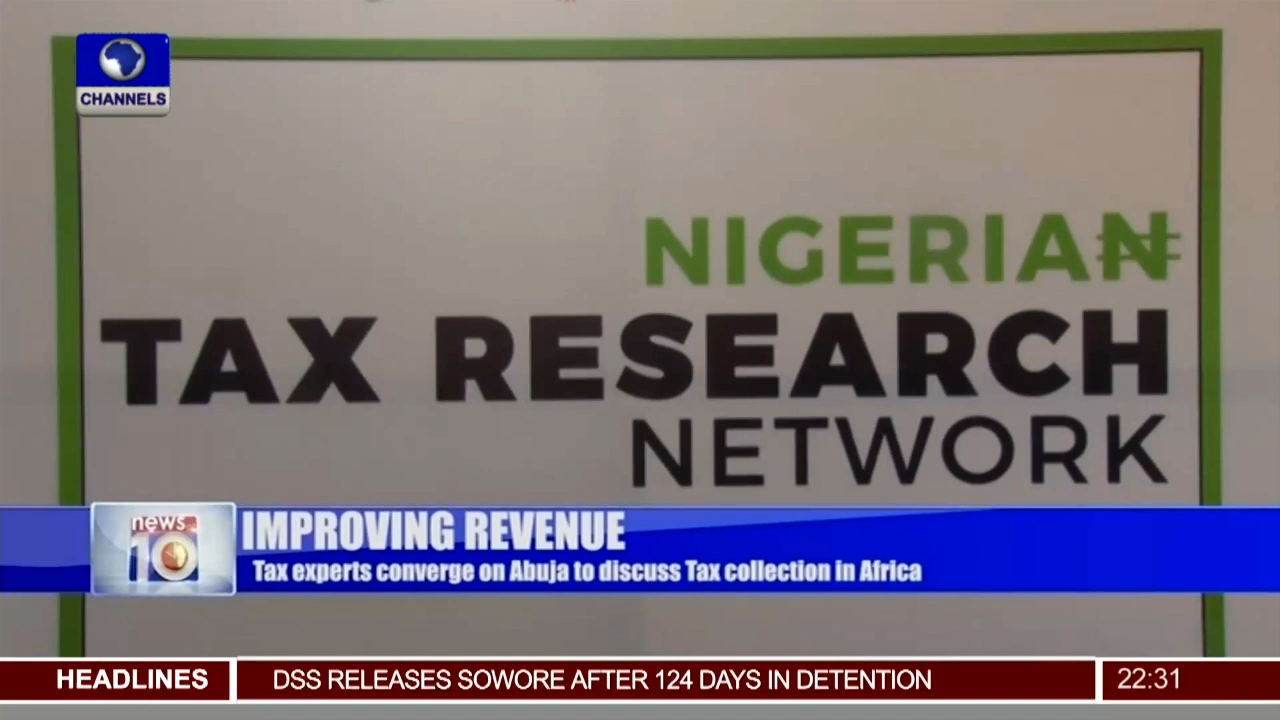 CHANNELS
NIGERIAN
TAX RESEARCH
NETWORK
news
10
IMPROVING REVENUE
Tax experts converge on Abuja to discuss Tax collection in Africa
HEADLINES
DSS RELEASES SOWORE AFTER 124 DAYS IN DETENTION
22:31